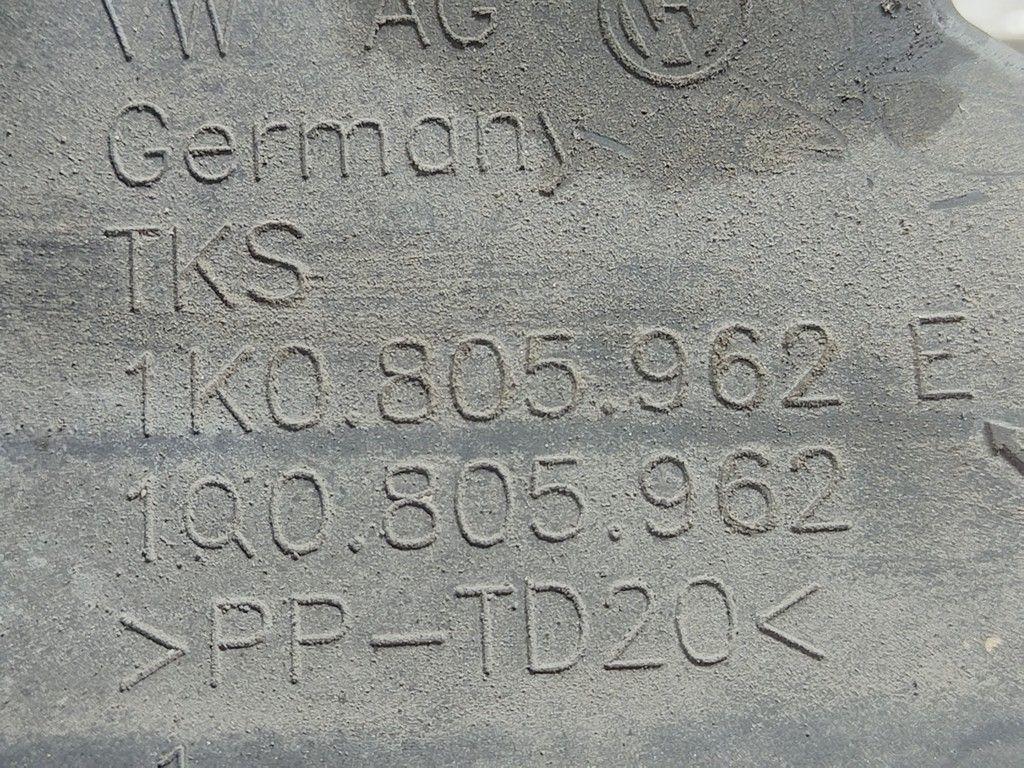 VW AG
Germany
TKS
1K0.805.962 E
1Q0.805.962
>PP-TD20<